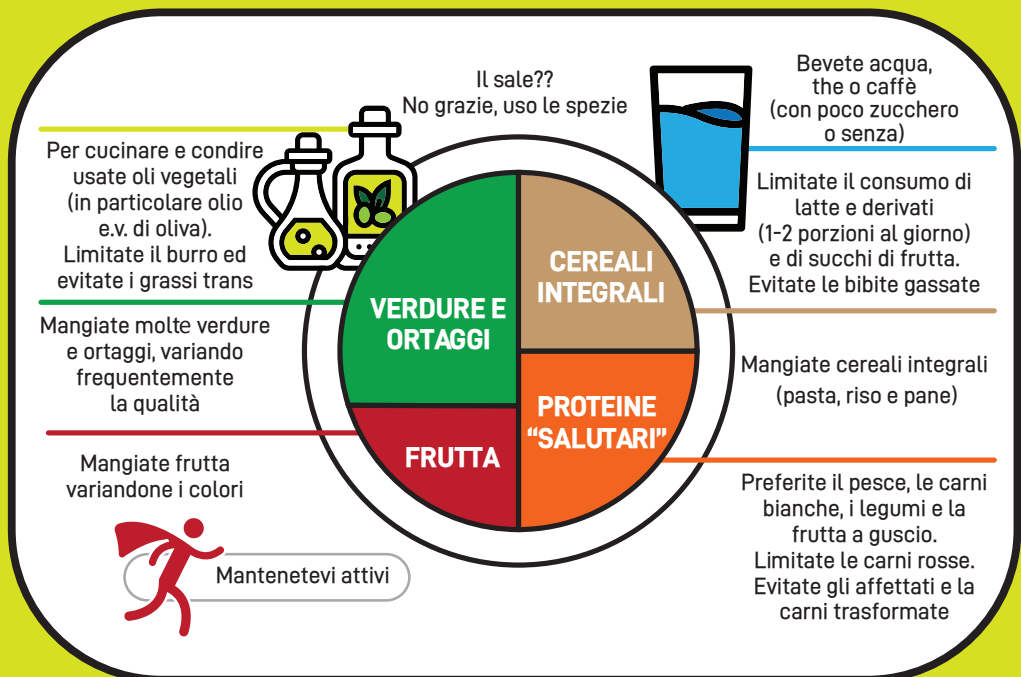 Il sale??
No grazie, uso le spezie
Per cucinare e condire
usate oli vegetali
(in particolare olio
e.v. di oliva).
Limitate il burro ed
evitate i grassi trans
Mangiate molte verdure
e ortaggi, variando
frequentemente
la qualità
Mangiate frutta
variandone i colori
Mantenetevi attivi
VERDURE E
ORTAGGI
FRUTTA
CEREALI
INTEGRALI
PROTEINE
“SALUTARI”
Bevete acqua,
the o caffè
(con poco zucchero
o senza)
Limitate il consumo di
latte e derivati
(1-2 porzioni al giorno)
e di succhi di frutta.
Evitate le bibite gassate
Mangiate cereali integrali
(pasta, riso e pane)
Preferite il pesce, le carni
bianche, i legumi e la
frutta a guscio.
Limitate le carni rosse.
Evitate gli affettati e la
carni trasformate